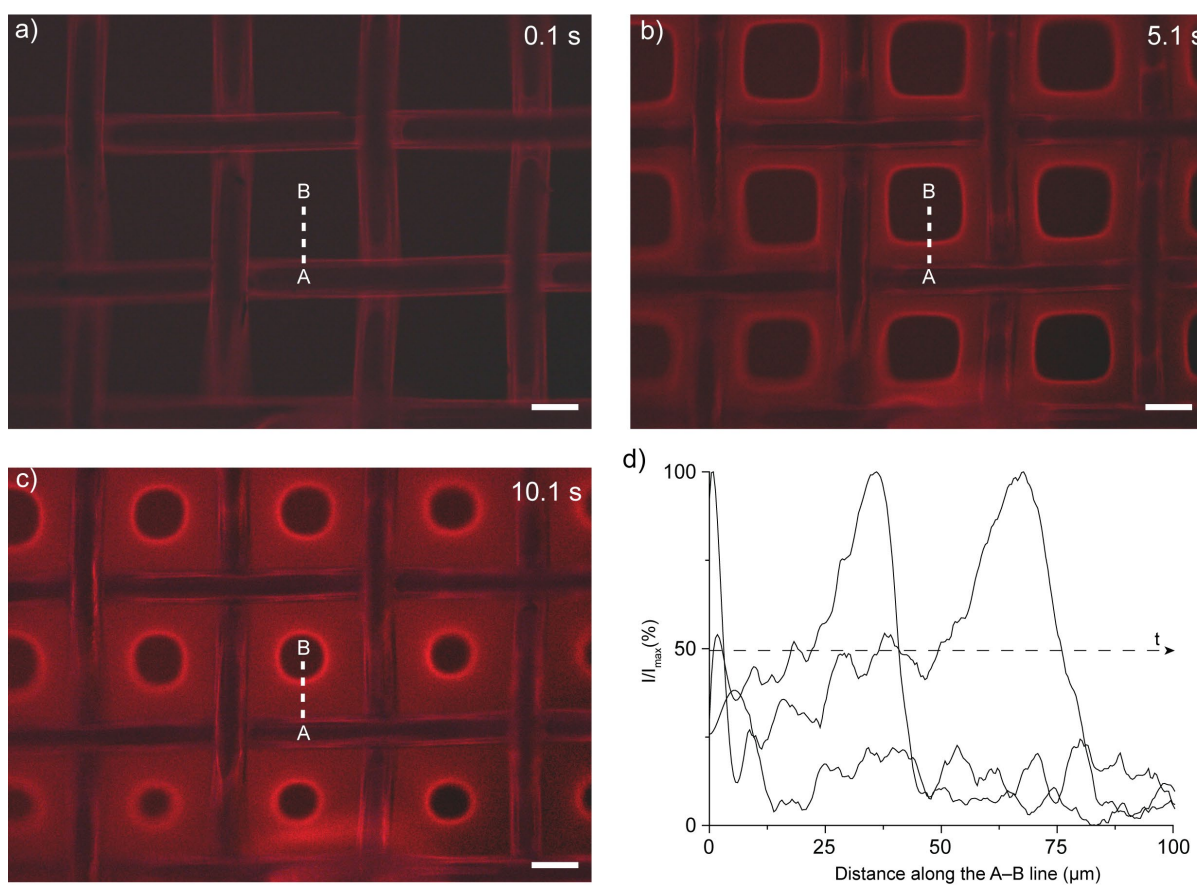 a)
0.1 s
B
A
b)
5.1 s
B
A
c)
10.1 s
B
A
d)
100
50
0
I/Imax(%)
t
0 25 50 75 100
Distance along the A–B line (μm)